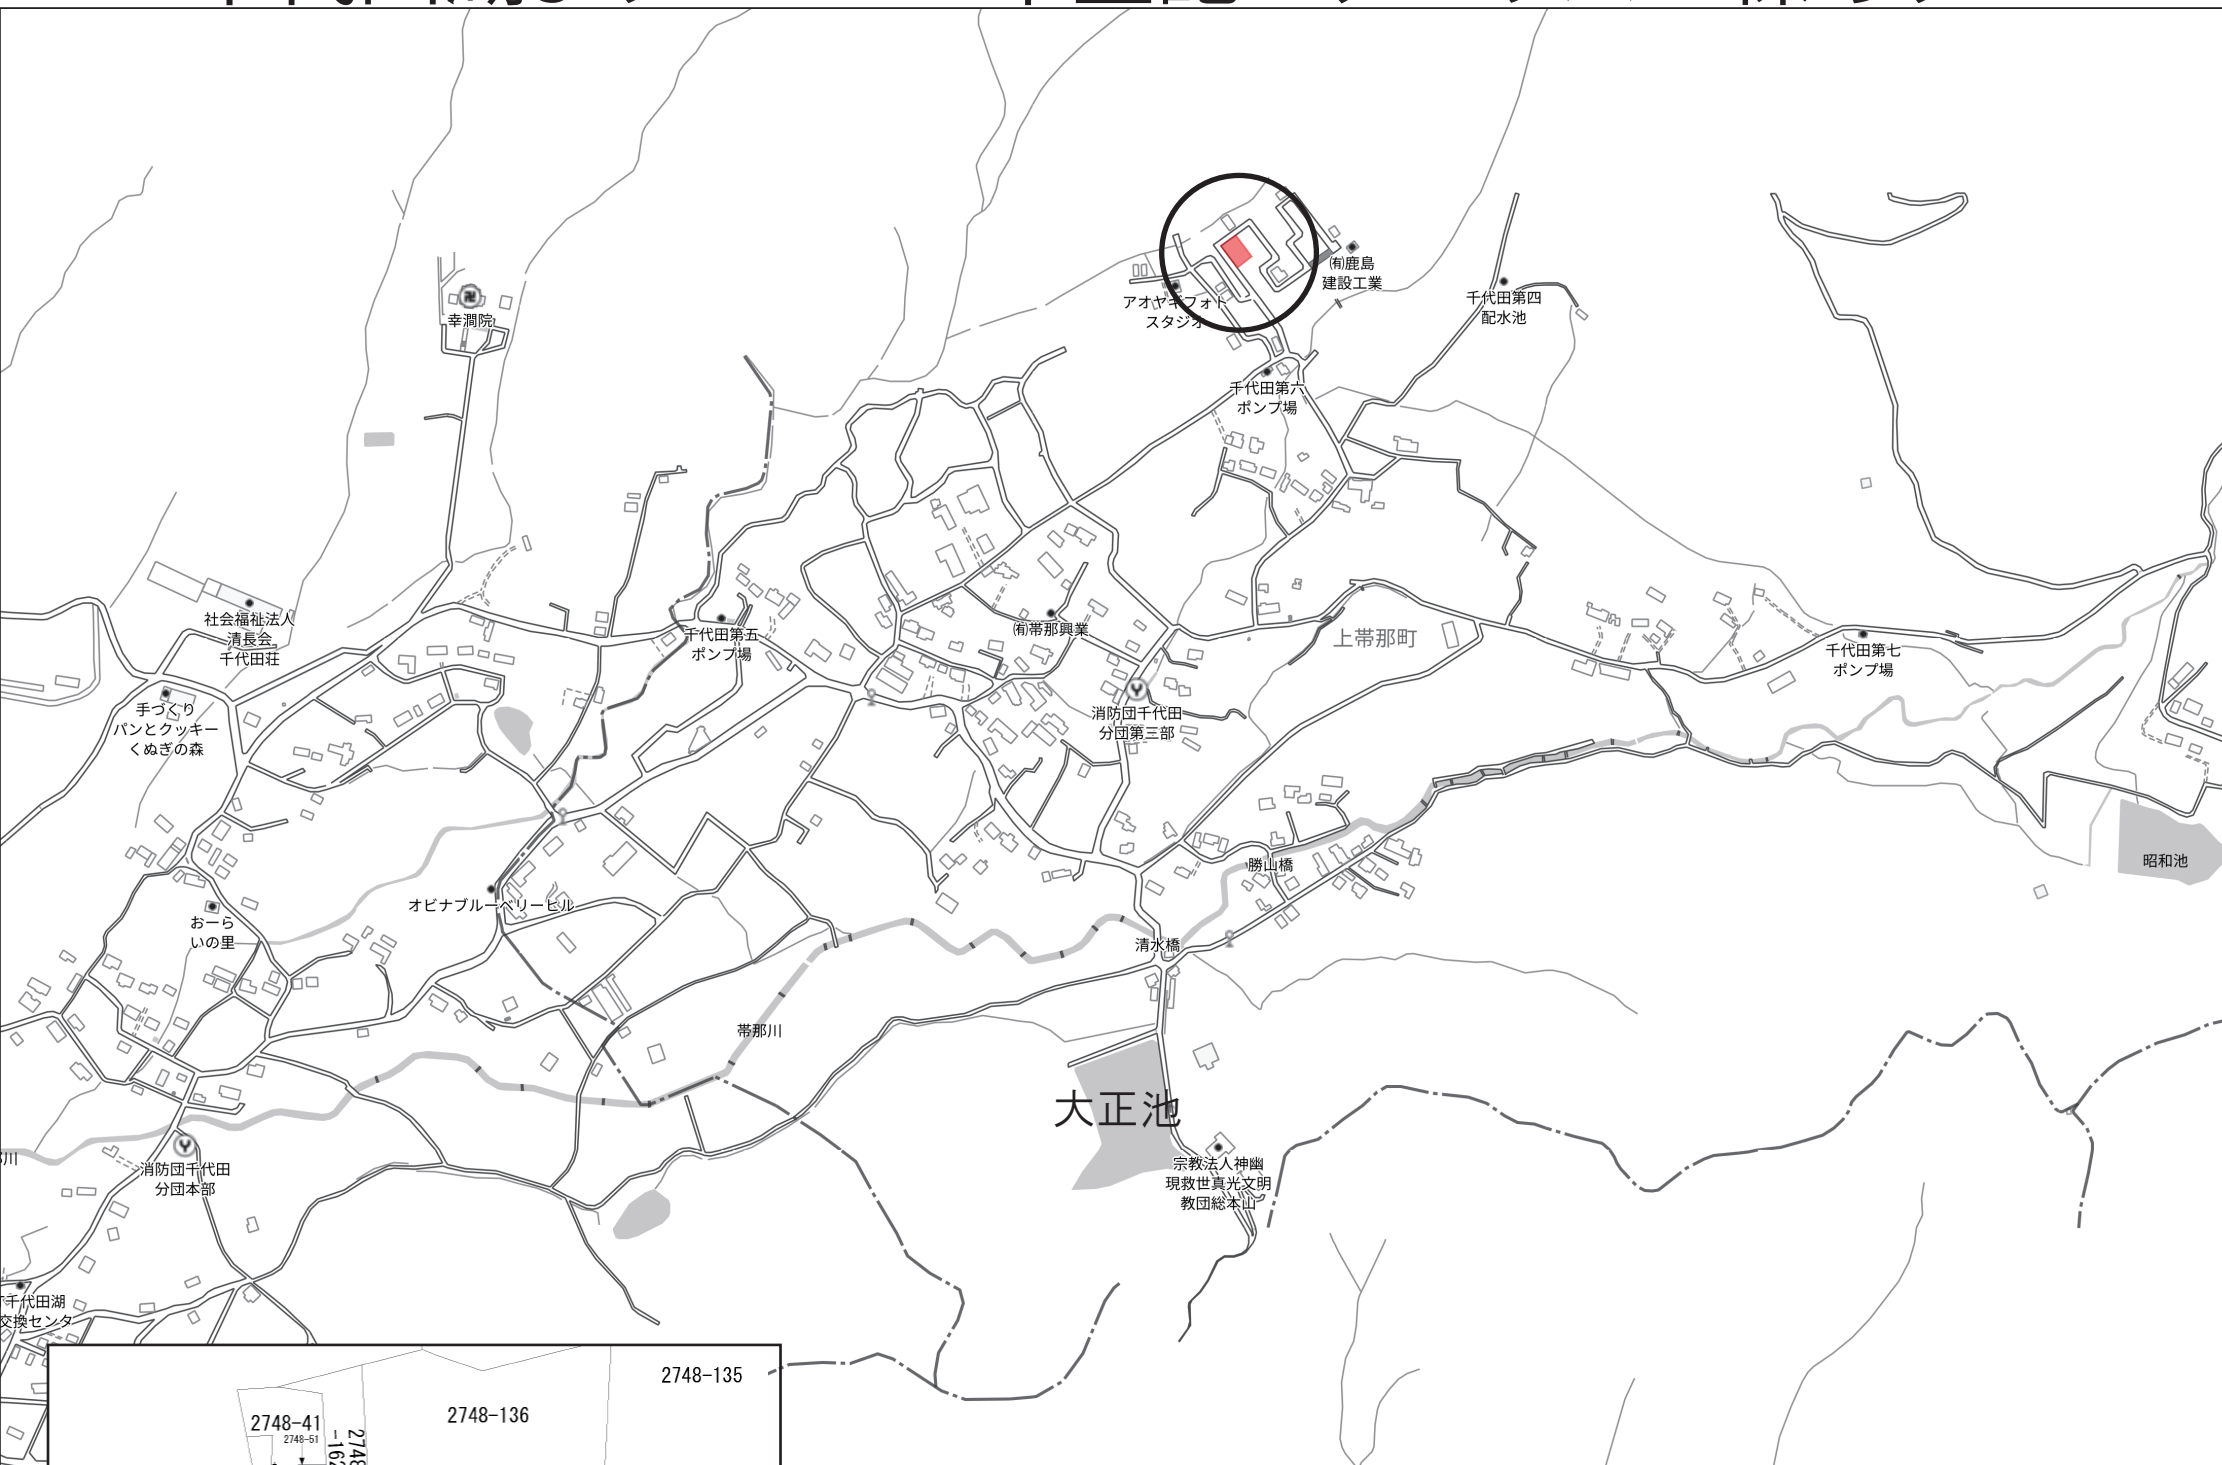 ㈲鹿島
建設工業
アオヤギフォト
スタジオ
千代田第四
配水池
幸澗院
千代田第六
ポンプ場
社会福祉法人
清長会
千代田荘
千代田第五
ポンプ場
㈲帯那興業
上帯那町
千代田第七
ポンプ場
手づくり
パンとクッキー
くぬぎの森
消防団千代田
分団第三部
勝山橋
昭和池
オビナブルーベリーヒル
おーら
いの里
清水橋
帯那川
大正池
川
消防団千代田
分団本部
宗教法人神幽
現救世真光文明
教団総本山
千代田湖
交換センタ
2748-135
2748-136
2748-41
2748-51
2748
-162